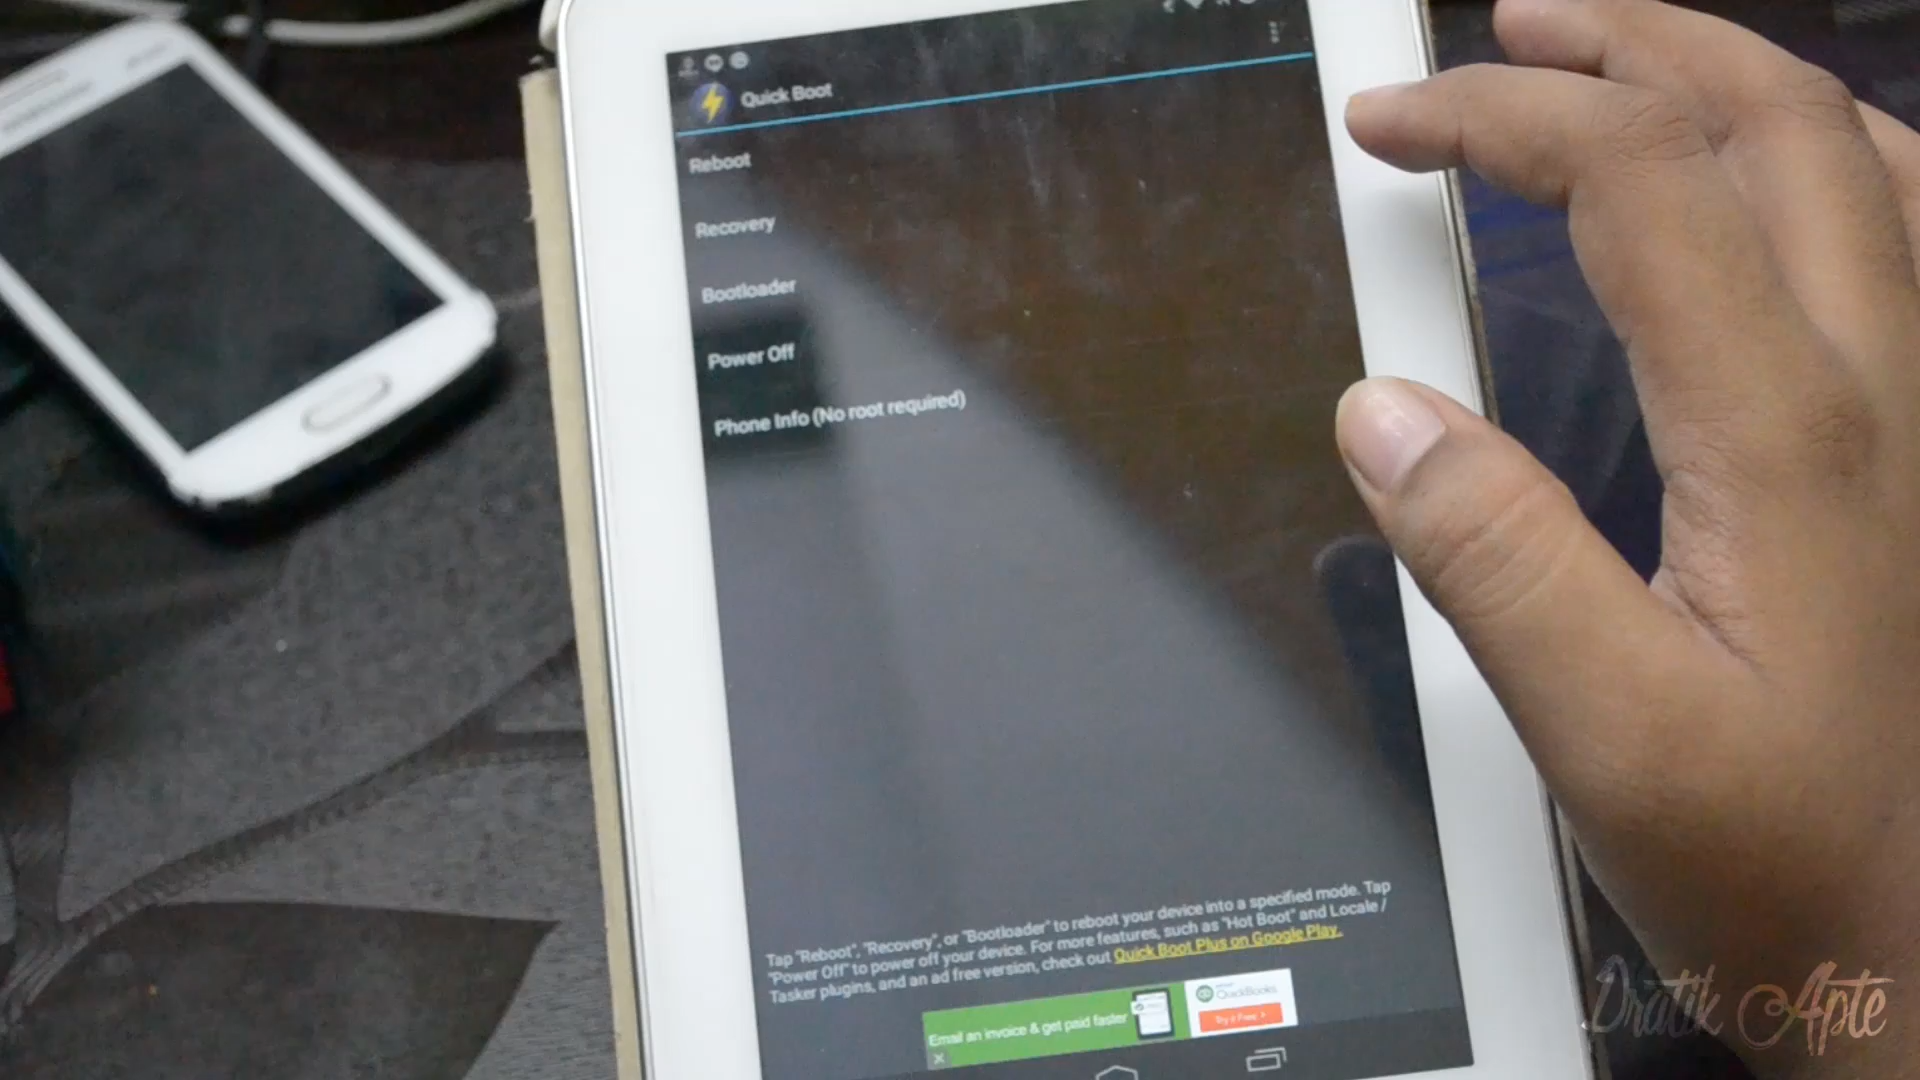 Quick Boot
Reboot
Recovery
Bootloader
Power Off
Phone Info (No root required)
Tap "Reboot", "Recovery", or "Bootloader" to reboot your device into a specified mode. Tap
"Power Off" to power off your device. For more features, such as "Hot Boot" and Locale /
Tasker plugins, and an ad free version, check out Quick Boot Plus on Google Play.
Email an invoice & get paid faster
QuickBooks
Try it Free >
Pratik Apte